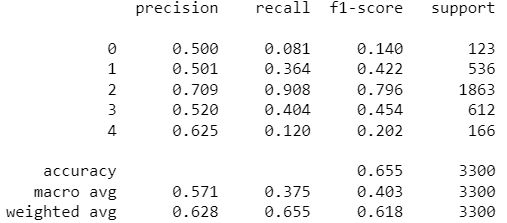 precision recall f1-score support
0 0.500 0.081 0.140 123
1 0.501 0.364 0.422 536
2 0.709 0.908 0.796 1863
3 0.520 0.404 0.454 612
4 0.625 0.120 0.202 166
accuracy 0.655 3300
macro avg 0.571 0.375 0.403 3300
weighted avg 0.628 0.655 0.618 3300